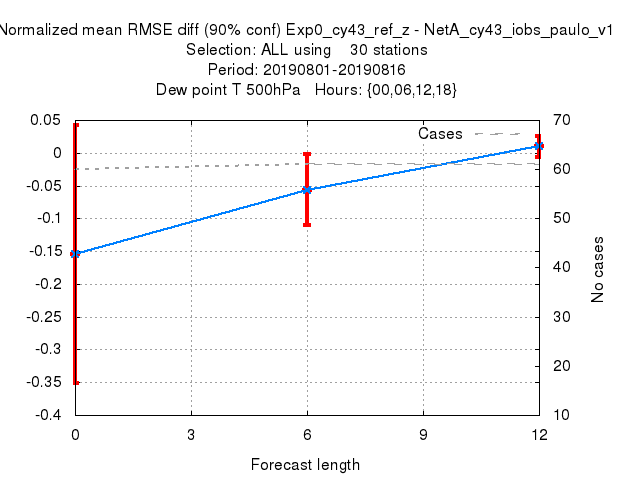 Normalized mean RMSE diff (90% conf) Exp0_cy43_ref_z - NetA_cy43_iobs_paulo_v1
Selection: ALL using 30 stations
Period: 20190801-20190816
Dew point T 500hPa Hours: {00,06,12,18}
Cases
0.05
0
-0.05
-0.1
-0.15
-0.2
-0.25
-0.3
-0.35
-0.4
70
60
50
40
30
20
10
No cases
0 3 6 9 12
Forecast length